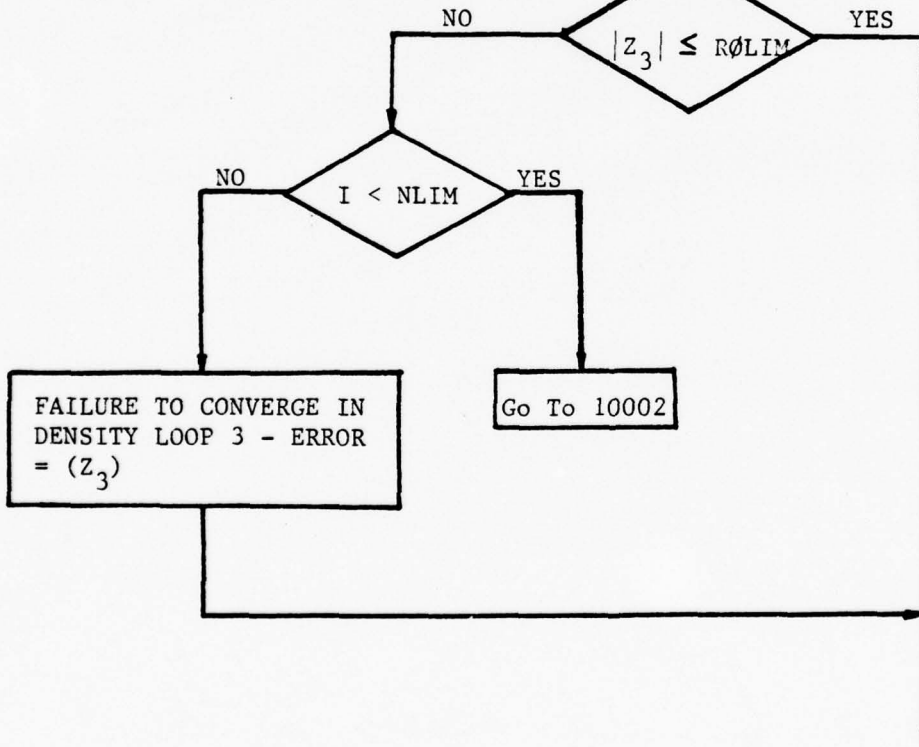 NO
YES
|Z₃| ≤ RØLIM
NO
YES
I < NLIM
FAILURE TO CONVERGE IN
DENSITY LOOP 3 - ERROR
= (Z₃)
Go To 10002